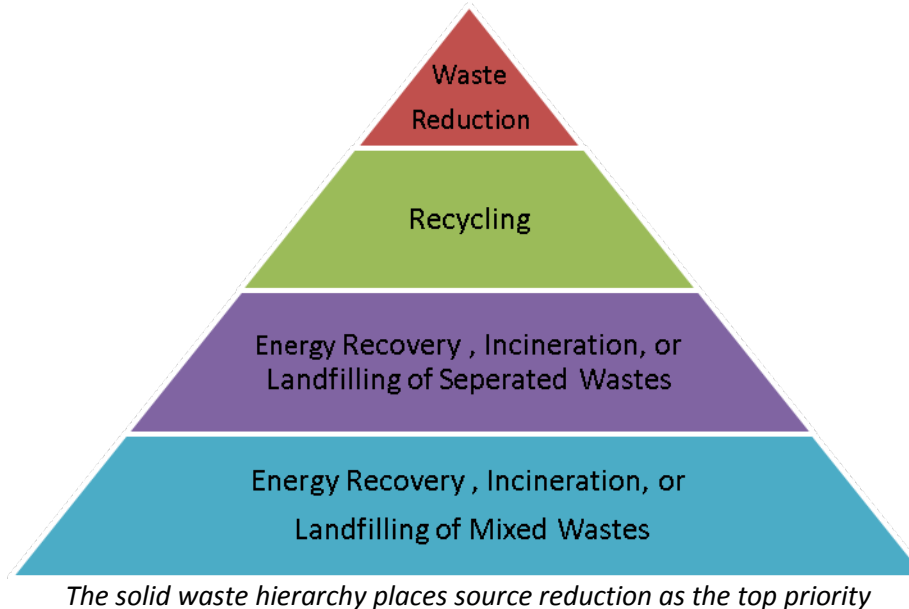 Waste
Reduction
Recycling
Energy Recovery , Incineration, or
Landfilling of Seperated Wastes
Energy Recovery , Incineration, or
Landfilling of Mixed Wastes
The solid waste hierarchy places source reduction as the top priority